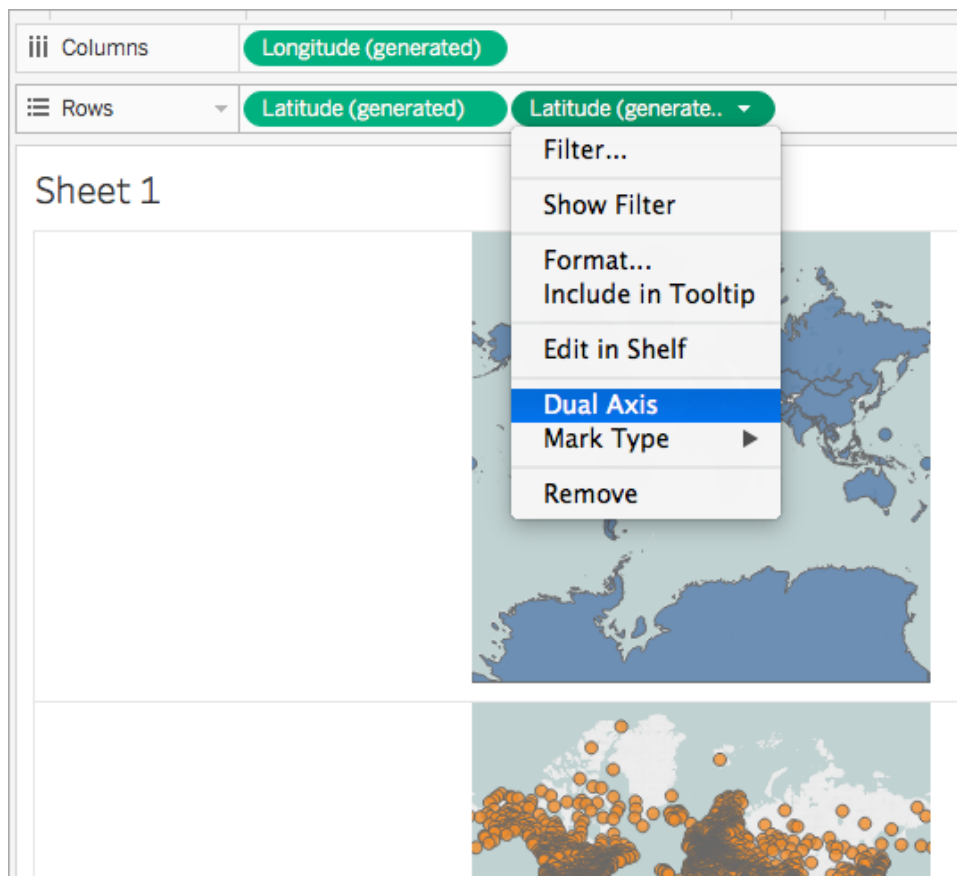 Columns
Longitude (generated)
Rows
Latitude (generated)
Latitude (generate..
Filter...
Show Filter
Format...
Include in Tooltip
Edit in Shelf
Dual Axis
Mark Type
Remove
Sheet 1